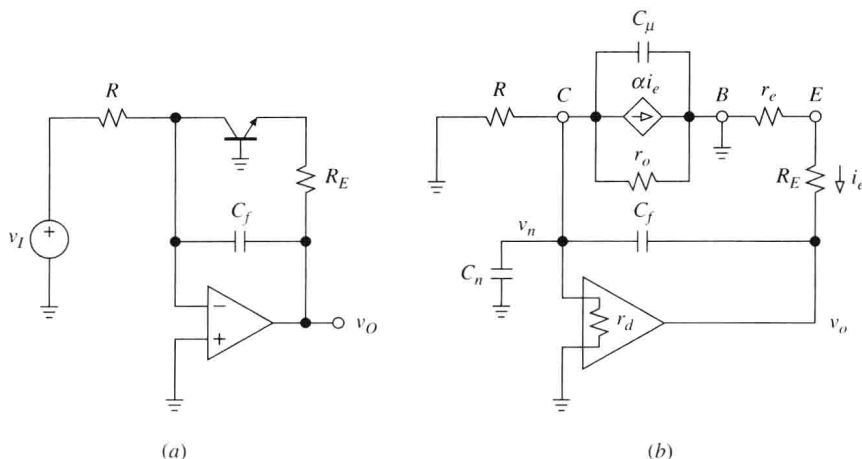 R
R_E
C_f
v_I
+
−
+
v_O
(a)
C_μ
R
C
αi_e
B
r_e
E
r_o
R_E
i_e
C_f
v_n
C_n
r_d
v_o
(b)